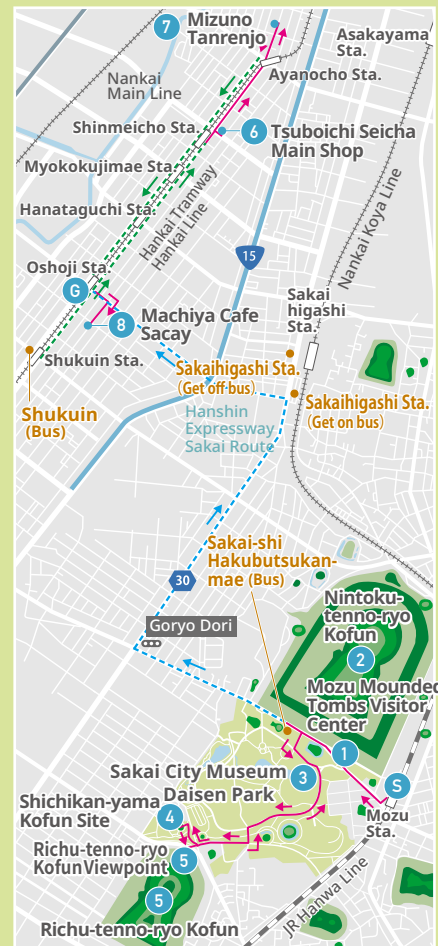 7
Mizuno
Tanrenjo
Asakayama
Sta.
Nankai
Main Line
Ayanocho Sta.
Shinmeicho Sta.
6
Tsuboichi Seicha
Main Shop
Myokokujimae Sta.
Hanataguchi Sta.
Hankai Tramway
Hankai Line
Nankai Koya Line
15
Oshoji Sta.
G
Sakai
higashi
Sta.
8
Machiya Cafe
Sacay
Shukuin Sta.
Sakaihigashi Sta.
(Get off bus)
Shukuin
(Bus)
Sakaihigashi Sta.
(Get on bus)
Hanshin
Expressway
Sakai Route
Sakai-shi
Hakubutsukan-
mae (Bus)
30
Nintoku-
tenno-ryo
Kofun
2
Goryo Dori
Mozu Mounded
Tombs Visitor
Center
1
Sakai City Museum
3
S
Daisen Park
Mozu
Sta.
Shichikan-yama
Kofun Site
4
Richu-tenno-ryo
Kofun Viewpoint
5
5
JR Hanwa Line
Richu-tenno-ryo Kofun